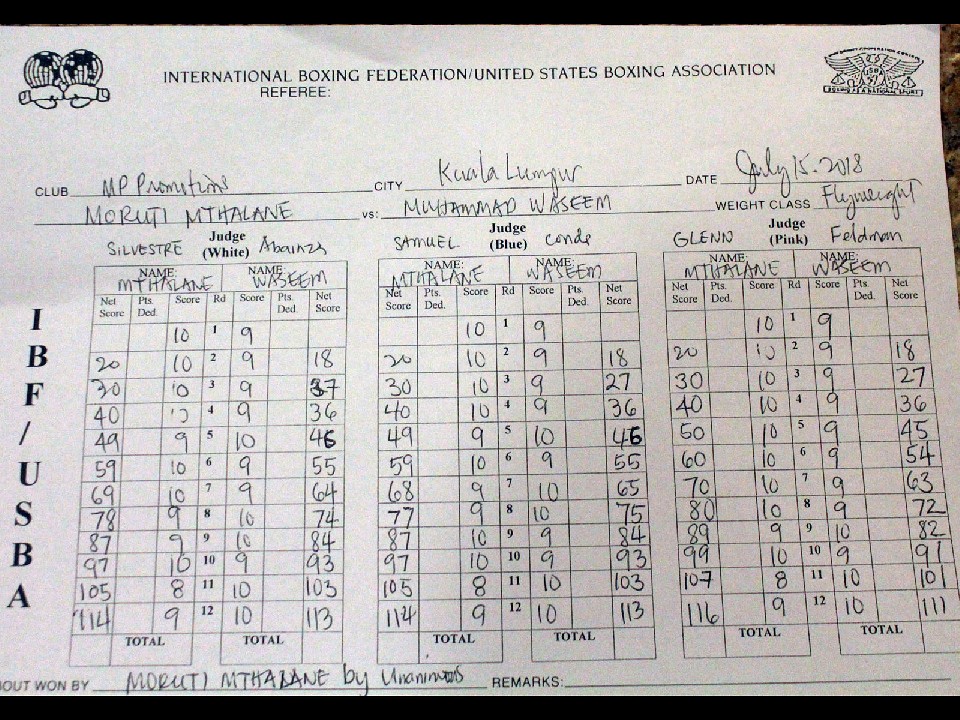 INTERNATIONAL BOXING FEDERATION/UNITED STATES BOXING ASSOCIATION
REFEREE:
CLUB MP Promotions CITY Kuala Lumpur DATE July 15-2018
MORUTI MTHALANE vs: MUHAMMAD WASEEM WEIGHT CLASS Flyweight
SILVESTRE Judge (White) Abainza SAMUEL Judge (Blue) Conde GLENN Judge (Pink) Feldman
NAME: MTHALANE NAME: WASEEM NAME: MTHALANE NAME: WASEEM NAME: MTHALANE NAME: WASEEM
Net Score Pts. Ded. Score Rd Score Pts. Ded. Net Score Net Score Pts. Ded. Score Rd Score Pts. Ded. Net Score Net Score Pts. Ded. Score Rd Score Pts. Ded. Net Score
10 1 9 10 1 9 10 1 9
20 10 2 9 18 20 10 2 9 18 20 10 2 9 18
30 10 3 9 27 30 10 3 9 27 30 10 3 9 27
40 10 4 9 36 40 10 4 9 36 40 10 4 9 36
49 9 5 10 46 49 9 5 10 46 50 10 5 9 45
59 10 6 9 55 59 10 6 9 55 60 10 6 9 54
69 10 7 9 64 68 9 7 10 65 70 10 7 9 63
78 9 8 10 74 77 9 8 10 75 80 10 8 9 72
87 9 9 10 84 87 10 9 9 84 89 9 9 10 82
97 10 10 9 93 97 10 10 9 93 99 10 10 9 91
105 8 11 10 103 105 8 11 10 103 107 8 11 10 101
114 9 12 10 113 114 9 12 10 113 116 9 12 10 111
TOTAL TOTAL TOTAL TOTAL TOTAL TOTAL
IBF/USBA
BOUT WON BY MORUTI MTHALANE by Unanimous REMARKS: